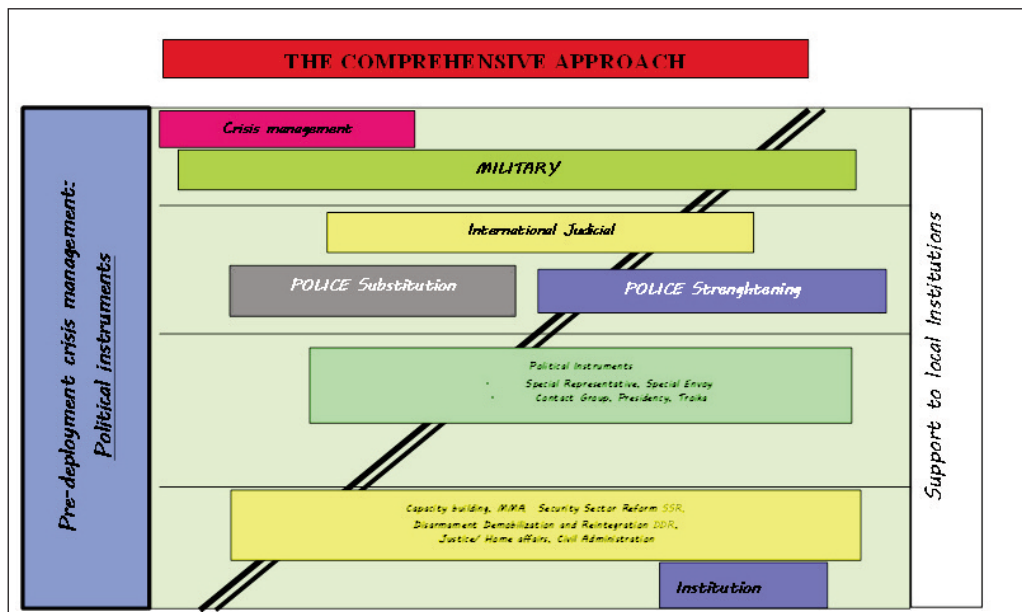 THE COMPREHENSIVE APPROACH
Pre-deployment crisis management:
Political instruments
Crisis management
MILITARY
International Judicial
POLICE Substitution
POLICE Strenghtening
Political Instruments
• Special Representative, Special Envoy
• Contact Group, Presidency, Troika
Capacity building, MMA Security Sector Reform SSR,
Disarmament Demobilization and Reintegration DDR,
Justice/ Home affairs, Civil Administration
Institution
Support to local Institutions